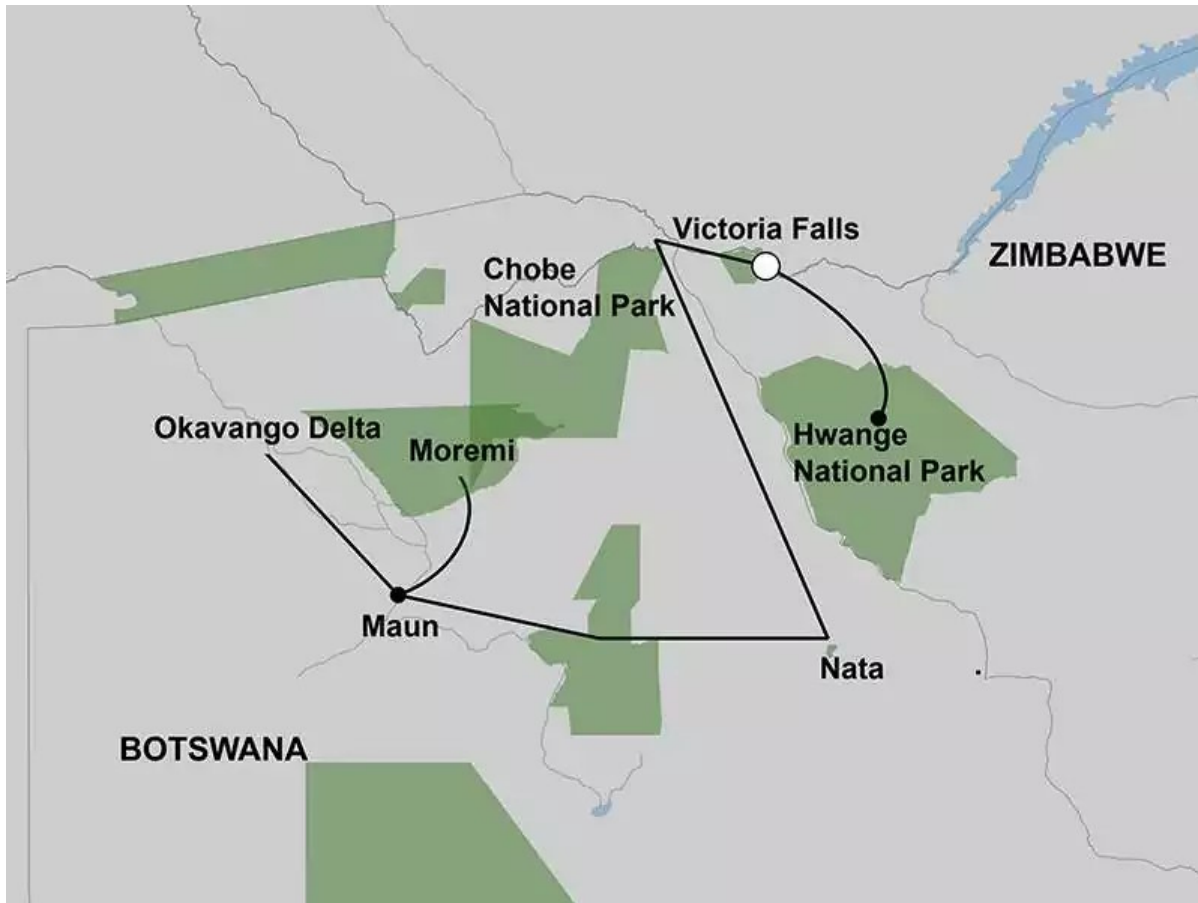 Victoria Falls
ZIMBABWE
Chobe
National Park
Okavango Delta
Moremi
Hwange
National Park
Maun
Nata
BOTSWANA